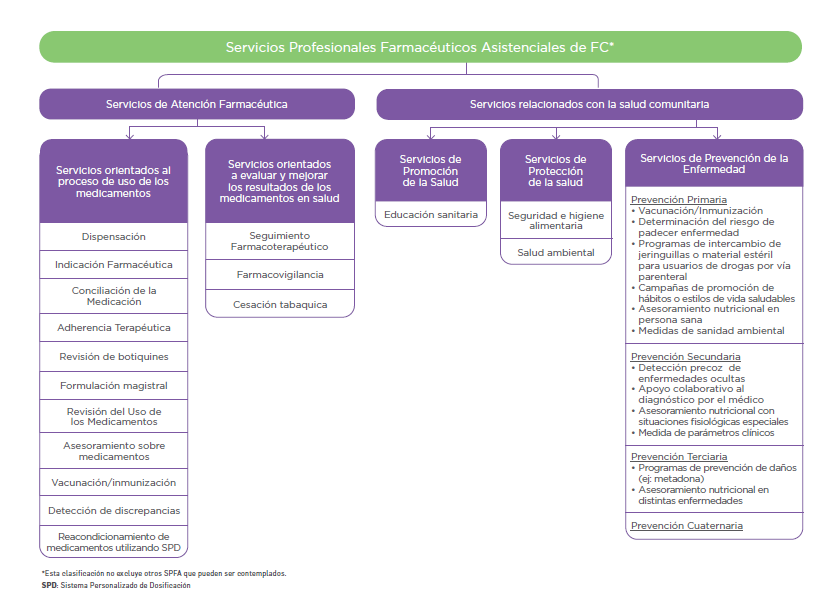 Servicios Profesionales Farmacéuticos Asistenciales de FC*
Servicios de Atención Farmacéutica
Servicios relacionados con la salud comunitaria
Servicios orientados al
proceso de uso de los
medicamentos
Dispensación
Indicación Farmacéutica
Conciliación de la
Medicación
Adherencia Terapéutica
Revisión de botiquines
Formulación magistral
Revisión del Uso de
los Medicamentos
Asesoramiento sobre
medicamentos
Vacunación/inmunización
Detección de discrepancias
Reacondicionamiento de
medicamentos utilizando SPD
Servicios orientados
a evaluar y mejorar
los resultados de los
medicamentos en salud
Seguimiento
Farmacoterapéutico
Farmacovigilancia
Cesación tabaquica
Servicios de
Promoción
de la Salud
Educación sanitaria
Servicios de
Protección
de la salud
Seguridad e higiene
alimentaria
Salud ambiental
Servicios de Prevención de la
Enfermedad
Prevención Primaria
• Vacunación/Inmunización
• Determinación del riesgo de
padecer enfermedad
• Programas de intercambio de
jeringuillas o material estéril
para usuarios de drogas por vía
parenteral
• Campañas de promoción de
hábitos o estilos de vida saludables
• Asesoramiento nutricional en
persona sana
• Medidas de sanidad ambiental
Prevención Secundaria
• Detección precoz de
enfermedades ocultas
• Apoyo colaborativo al
diagnóstico por el médico
• Asesoramiento nutricional con
situaciones fisiológicas especiales
• Medida de parámetros clínicos
Prevención Terciaria
• Programas de prevención de daños
(ej: metadona)
• Asesoramiento nutricional en
distintas enfermedades
Prevención Cuaternaria
*Esta clasificación no excluye otros SPFA que pueden ser contemplados.
SPD: Sistema Personalizado de Dosificación